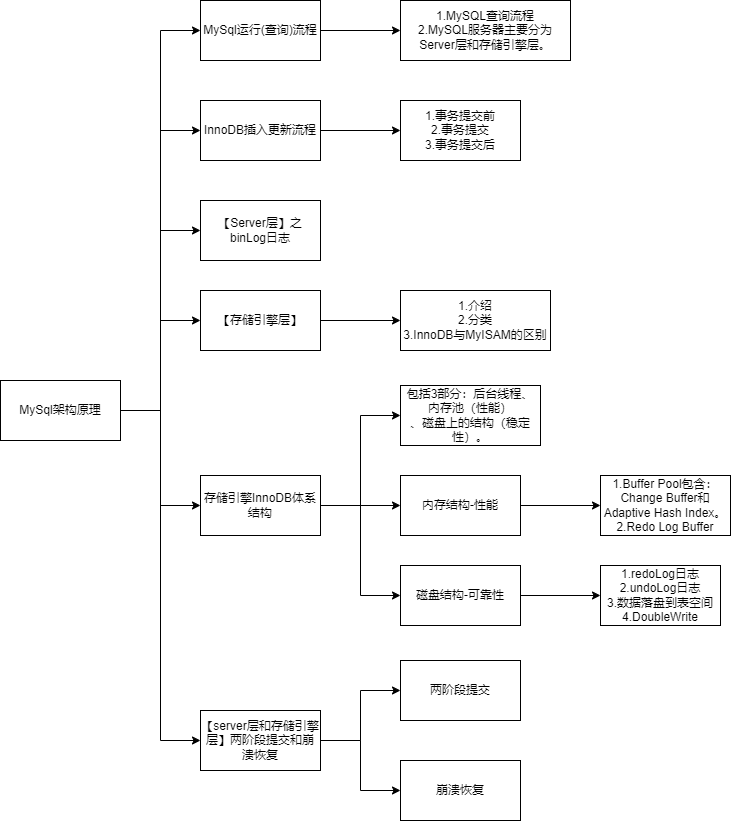 MySql运行(查询)流程
1.MySQL查询流程
2.MySQL服务器主要分为
Server层和存储引擎层。
InnoDB插入更新流程
1.事务提交前
2.事务提交
3.事务提交后
【Server层】之
binLog日志
【存储引擎层】
1.介绍
2.分类
3.InnoDB与MyISAM的区别
MySql架构原理
包括3部分：后台线程、
内存池（性能）
、磁盘上的结构（稳定
性）。
存储引擎InnoDB体系
结构
内存结构-性能
1.Buffer Pool包含：
Change Buffer和
Adaptive Hash Index。
2.Redo Log Buffer
磁盘结构-可靠性
1.redoLog日志
2.undoLog日志
3.数据落盘到表空间
4.DoubleWrite
【server层和存储引擎
层】两阶段提交和崩
溃恢复
两阶段提交
崩溃恢复